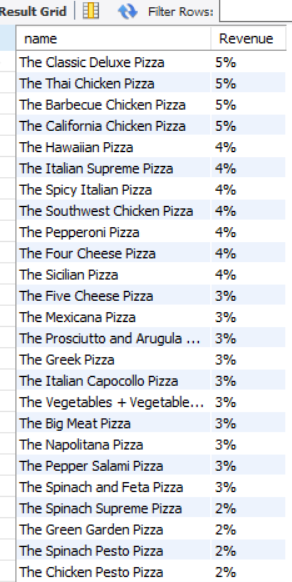 Result Grid Filter Rows:
name Revenue
The Classic Deluxe Pizza 5%
The Thai Chicken Pizza 5%
The Barbecue Chicken Pizza 5%
The California Chicken Pizza 5%
The Hawaiian Pizza 4%
The Italian Supreme Pizza 4%
The Spicy Italian Pizza 4%
The Southwest Chicken Pizza 4%
The Pepperoni Pizza 4%
The Four Cheese Pizza 4%
The Sicilian Pizza 4%
The Five Cheese Pizza 3%
The Mexicana Pizza 3%
The Prosciutto and Arugula ... 3%
The Greek Pizza 3%
The Italian Capocollo Pizza 3%
The Vegetables + Vegetable... 3%
The Big Meat Pizza 3%
The Napolitana Pizza 3%
The Pepper Salami Pizza 3%
The Spinach and Feta Pizza 3%
The Spinach Supreme Pizza 2%
The Green Garden Pizza 2%
The Spinach Pesto Pizza 2%
The Chicken Pesto Pizza 2%